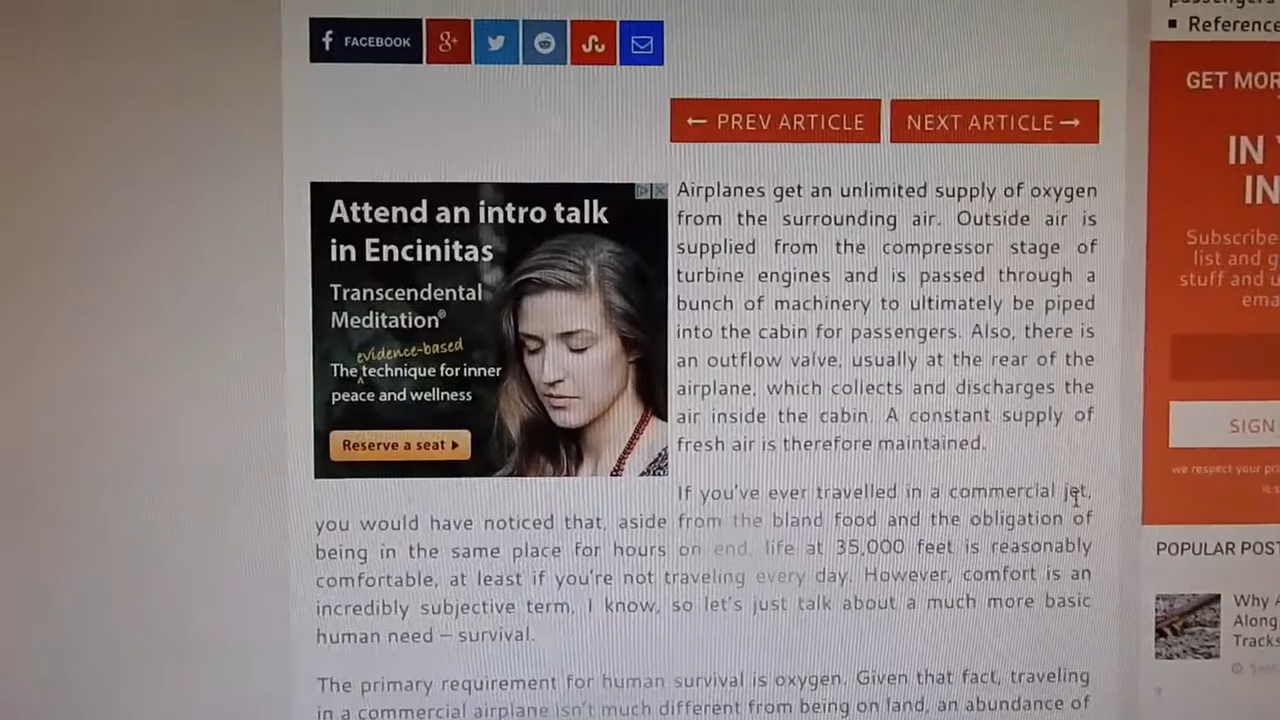 FACEBOOK
← PREV ARTICLE
NEXT ARTICLE →
Attend an intro talk
in Encinitas
Transcendental
Meditation®
evidence-based
The technique for inner
peace and wellness
Reserve a seat
Airplanes get an unlimited supply of oxygen
from the surrounding air. Outside air is
supplied from the compressor stage of
turbine engines and is passed through a
bunch of machinery to ultimately be piped
into the cabin for passengers. Also, there is
an outflow valve, usually at the rear of the
airplane, which collects and discharges the
air inside the cabin. A constant supply of
fresh air is therefore maintained.
If you've ever travelled in a commercial jet,
you would have noticed that, aside from the bland food and the obligation of
being in the same place for hours on end, life at 35,000 feet is reasonably
comfortable, at least if you're not traveling every day. However, comfort is an
incredibly subjective term, I know, so let's just talk about a much more basic
human need – survival.
The primary requirement for human survival is oxygen. Given that fact, traveling
in a commercial airplane isn't much different from being on land, an abundance of
Reference
GET MOR
IN
IN
Subscribe
list and g
stuff and u
ema
SIGN
we respect your pri
POPULAR POST
Why A
Along
Tracks